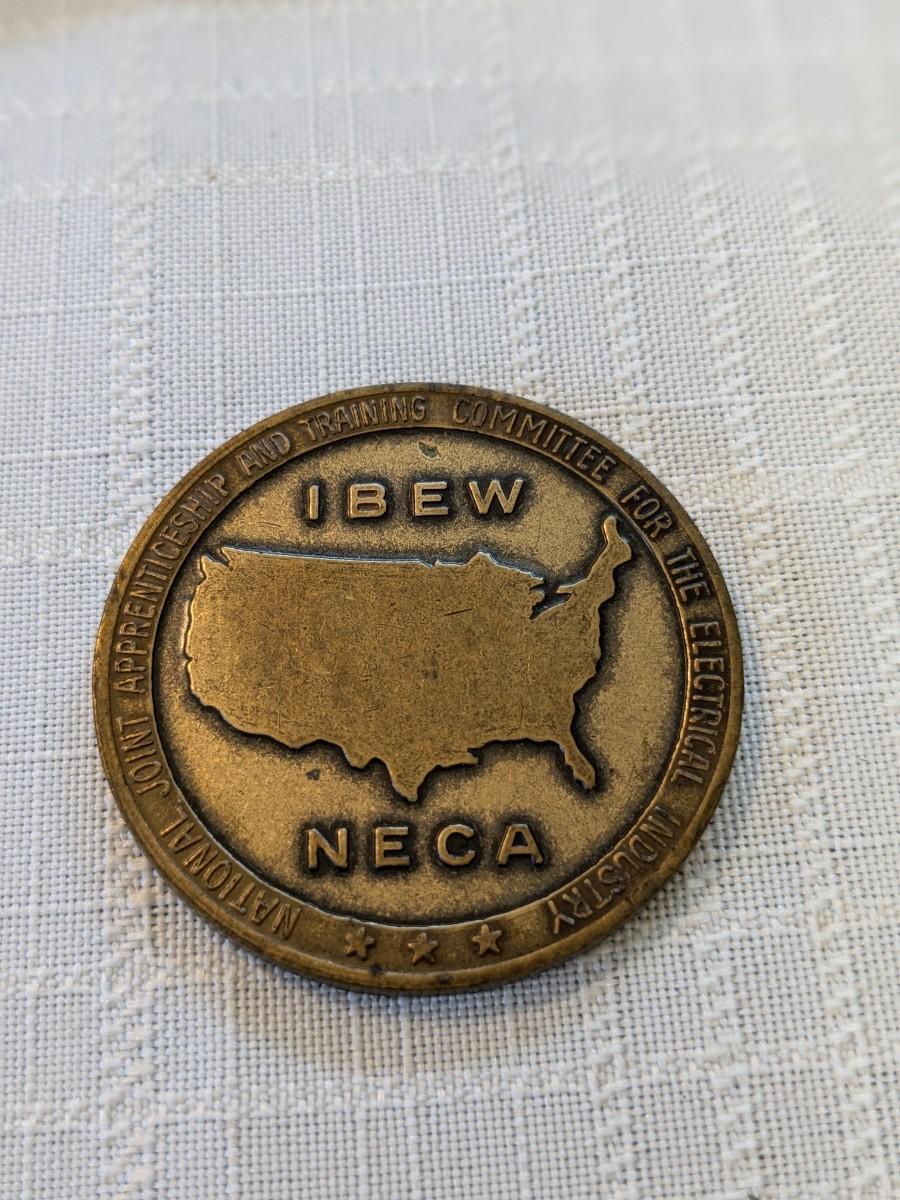 NATIONAL JOINT APPRENTICESHIP AND TRAINING COMMITTEE FOR THE ELECTRICAL INDUSTRY
IBEW
NECA